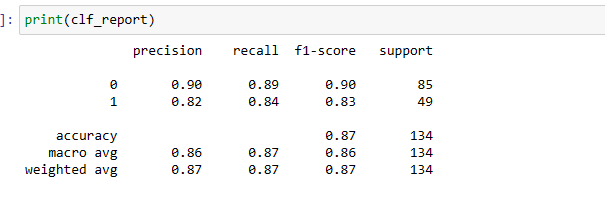 ]: print(clf_report)
precision recall f1-score support
0 0.90 0.89 0.90 85
1 0.82 0.84 0.83 49
accuracy 0.87 134
macro avg 0.86 0.87 0.86 134
weighted avg 0.87 0.87 0.87 134